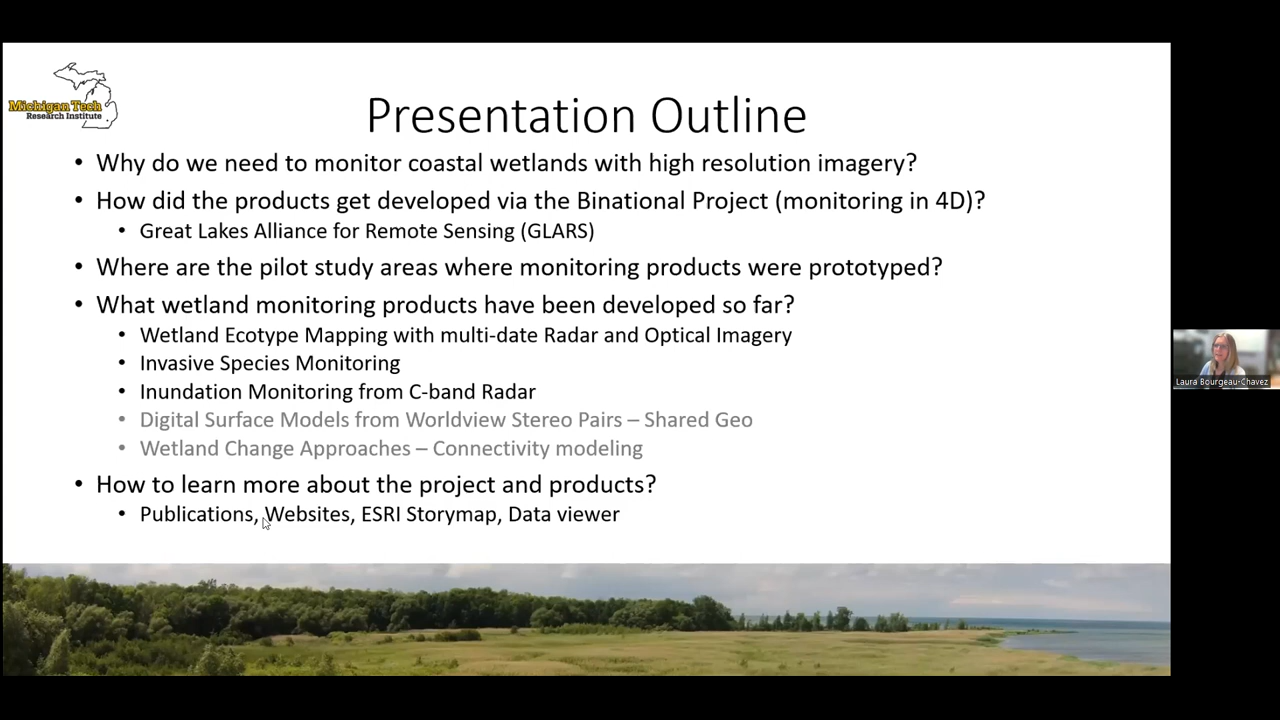 Michigan Tech
Research Institute
Presentation Outline
• Why do we need to monitor coastal wetlands with high resolution imagery?
• How did the products get developed via the Binational Project (monitoring in 4D)?
• Great Lakes Alliance for Remote Sensing (GLARS)
• Where are the pilot study areas where monitoring products were prototyped?
• What wetland monitoring products have been developed so far?
• Wetland Ecotype Mapping with multi-date Radar and Optical Imagery
• Invasive Species Monitoring
• Inundation Monitoring from C-band Radar
• Digital Surface Models from Worldview Stereo Pairs – Shared Geo
• Wetland Change Approaches – Connectivity modeling
• How to learn more about the project and products?
• Publications, Websites, ESRI Storymap, Data viewer
Laura Bourgeau-Chavez